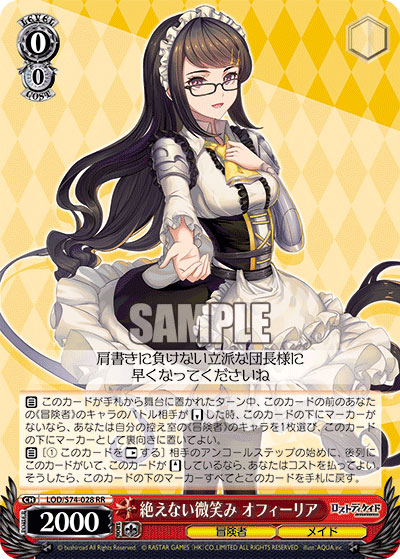 LEVEL
0
0
COST
SAMPLE
肩書きに負けない立派な団長様に
早くなってくださいね
自 このカードが手札から舞台に置かれたターン中、このカードの前のあなた
の《冒険者》のキャラのバトル相手が した時、このカードの下にマーカーが
ないなら、あなたは自分の控え室の《冒険者》のキャラを1枚選び、このカード
の下にマーカーとして裏向きに置いてよい。
自 [① このカードを する] 相手のアンコールステップの始めに、後列に
このカードがいて、このカードが しているなら、あなたはコストを払ってよい。
そうしたら、このカードの下のマーカーすべてとこのカードを手札に戻す。
CH LOD/S74-028 RR
2000
絶えない微笑み オフィーリア
ロストディケイド
冒険者 メイド
© bushiroad All Rights Reserved. © RASTAR GAMES (HK) CO.,LIMITED ALL RIGHTS RESERVED.